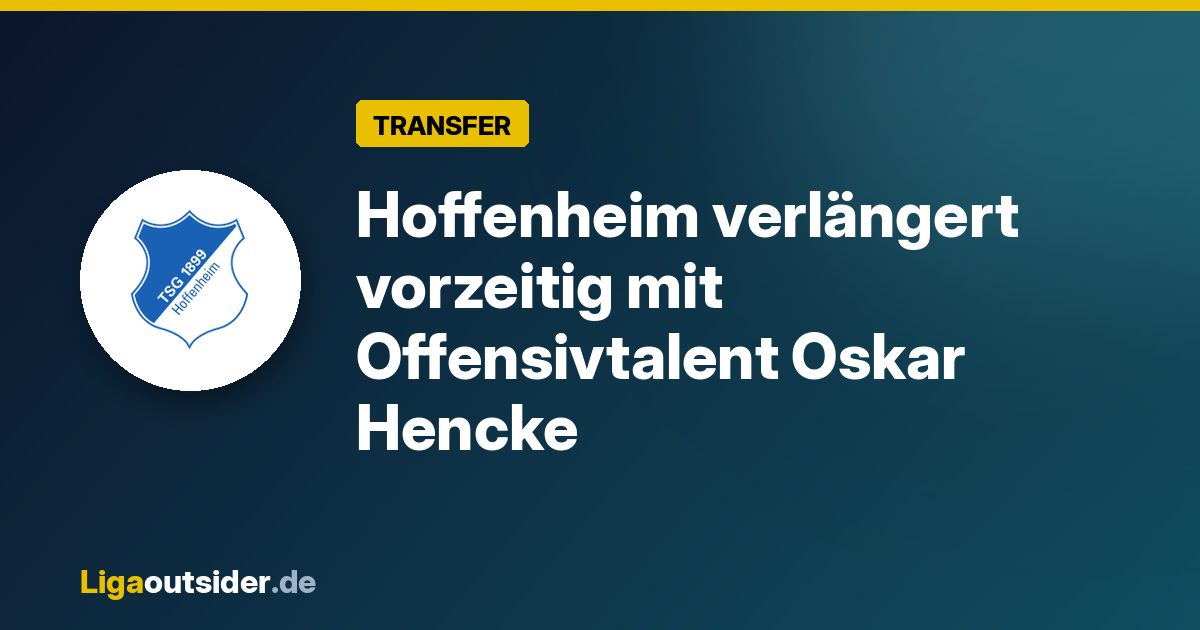 TRANSFER
Hoffenheim verlängert
vorzeitig mit
Offensivtalent Oskar
Hencke
TSG 1899
Hoffenheim
Ligaoutsider.de